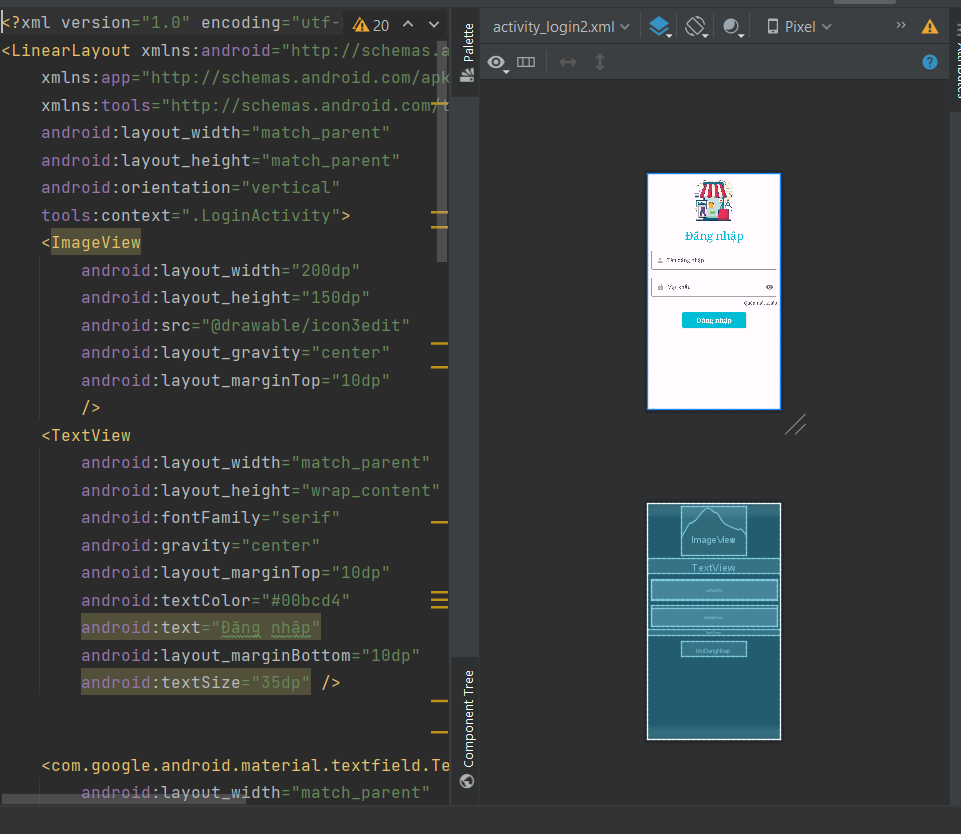 <?xml version="1.0" encoding="utf-
20
<LinearLayout xmlns:android="http://schemas.a
xmlns:app="http://schemas.android.com/apk
xmlns:tools="http://schemas.android.com/t
android:layout_width="match_parent"
android:layout_height="match_parent"
android:orientation="vertical"
tools:context=".LoginActivity">
<ImageView
android:layout_width="200dp"
android:layout_height="150dp"
android:src="@drawable/icon3edit"
android:layout_gravity="center"
android:layout_marginTop="10dp"
/>
<TextView
android:layout_width="match_parent"
android:layout_height="wrap_content"
android:fontFamily="serif"
android:gravity="center"
android:layout_marginTop="10dp"
android:textColor="#00bcd4"
android:text="Đăng nhập"
android:layout_marginBottom="10dp"
android:textSize="35dp" />
<com.google.android.material.textfield.Te
android:layout_width="match_parent"
Palette
Component Tree
activity_login2.xml
Pixel
»
?
Attributes
Đăng nhập
Tên đăng nhập
Mật khẩu
Đăng nhập
ImageView
TextView
btnDangNhap